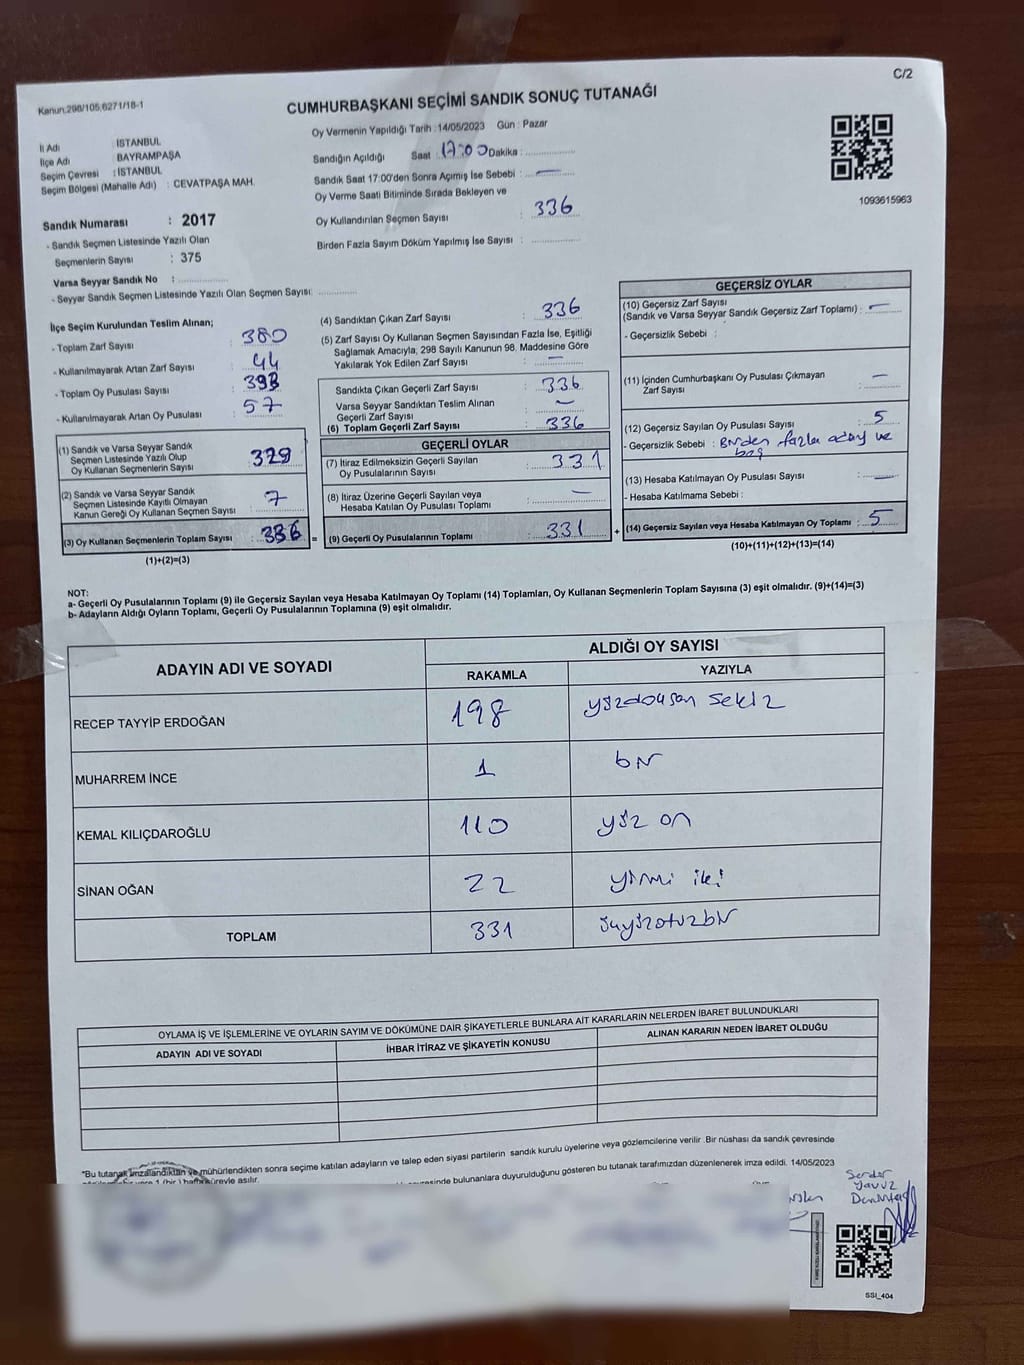 C/2
Kanun;298/105,6271/18-1
CUMHURBAŞKANI SEÇİMİ SANDIK SONUÇ TUTANAĞI
İl Adı : İSTANBUL
İlçe Adı : BAYRAMPAŞA
Seçim Çevresi : İSTANBUL
Seçim Bölgesi (Mahalle Adı) : CEVATPAŞA MAH.
Oy Vermenin Yapıldığı Tarih : 14/05/2023 Gün : Pazar
Sandığın Açıldığı Saat : 17:00 Dakika :
Sandık Saat 17:00'den Sonra Açımış İse Sebebi : —
Oy Verme Saati Bitiminde Sırada Bekleyen ve
Oy Kullandırılan Seçmen Sayısı : 336
Birden Fazla Sayım Döküm Yapılmış İse Sayısı :
1093615963
Sandık Numarası : 2017
- Sandık Seçmen Listesinde Yazılı Olan
Seçmenlerin Sayısı : 375
Varsa Seyyar Sandık No :
- Seyyar Sandık Seçmen Listesinde Yazılı Olan Seçmen Sayısı:
İlçe Seçim Kurulundan Teslim Alınan;
- Toplam Zarf Sayısı : 380
- Kullanılmayarak Artan Zarf Sayısı : 44
- Toplam Oy Pusulası Sayısı : 393
- Kullanılmayarak Artan Oy Pusulası : 57
(1) Sandık ve Varsa Seyyar Sandık
Seçmen Listesinde Yazılı Olup
Oy Kullanan Seçmenlerin Sayısı : 329
(2) Sandık ve Varsa Seyyar Sandık
Seçmen Listesinde Kayıtlı Olmayan
Kanun Gereği Oy Kullanan Seçmen Sayısı : 7
(3) Oy Kullanan Seçmenlerin Toplam Sayısı : 336 =
(1)+(2)=(3)
(4) Sandıktan Çıkan Zarf Sayısı : 336
(5) Zarf Sayısı Oy Kullanan Seçmen Sayısından Fazla İse, Eşitliği
Sağlamak Amacıyla; 298 Sayılı Kanunun 98. Maddesine Göre
Yakılarak Yok Edilen Zarf Sayısı : —
Sandıkta Çıkan Geçerli Zarf Sayısı : 336
Varsa Seyyar Sandıktan Teslim Alınan
Geçerli Zarf Sayısı : —
(6) Toplam Geçerli Zarf Sayısı : 336
GEÇERLİ OYLAR
(7) İtiraz Edilmeksizin Geçerli Sayılan
Oy Pusulalarının Sayısı : 331
(8) İtiraz Üzerine Geçerli Sayılan veya
Hesaba Katılan Oy Pusulası Toplamı : —
(9) Geçerli Oy Pusulalarının Toplamı : 331 +
GEÇERSİZ OYLAR
(10) Geçersiz Zarf Sayısı
(Sandık ve Varsa Seyyar Sandık Geçersiz Zarf Toplamı) : —
- Geçersizlik Sebebi :
(11) İçinden Cumhurbaşkanı Oy Pusulası Çıkmayan
Zarf Sayısı : —
(12) Geçersiz Sayılan Oy Pusulası Sayısı : 5
- Geçersizlik Sebebi : Birden fazla aday ve
boş
(13) Hesaba Katılmayan Oy Pusulası Sayısı : —
- Hesaba Katılmama Sebebi :
(14) Geçersiz Sayılan veya Hesaba Katılmayan Oy Toplamı : 5
(10)+(11)+(12)+(13)=(14)
NOT:
a- Geçerli Oy Pusulalarının Toplamı (9) ile Geçersiz Sayılan veya Hesaba Katılmayan Oy Toplamı (14) Toplamları, Oy Kullanan Seçmenlerin Toplam Sayısına (3) eşit olmalıdır. (9)+(14)=(3)
b- Adayların Aldığı Oyların Toplamı, Geçerli Oy Pusulalarının Toplamına (9) eşit olmalıdır.
ADAYIN ADI VE SOYADI
ALDIĞI OY SAYISI
RAKAMLA YAZIYLA
RECEP TAYYİP ERDOĞAN 198 yüzdoksan sekiz
MUHARREM İNCE 1 bir
KEMAL KILIÇDAROĞLU 110 yüz on
SİNAN OĞAN 22 yirmi iki
TOPLAM 331 üçyüzotuzbir
OYLAMA İŞ VE İŞLEMLERİNE VE OYLARIN SAYIM VE DÖKÜMÜNE DAİR ŞİKAYETLERLE BUNLARA AİT KARARLARIN NELERDEN İBARET BULUNDUKLARI
ADAYIN ADI VE SOYADI İHBAR İTİRAZ VE ŞİKAYETİN KONUSU ALINAN KARARIN NEDEN İBARET OLDUĞU
"Bu tutanak imzalandıktan ve mühürlendikten sonra seçime katılan adayların ve talep eden siyasi partilerin sandık kurulu üyelerine veya gözlemcilerine verilir .Bir nüshası da sandık çevresinde
bulunanlara duyurulduğunu gösteren bu tutanak tarafımızdan düzenlenerek imza edildi. 14/05/2023
Serdar
Yavuz
SSI_404